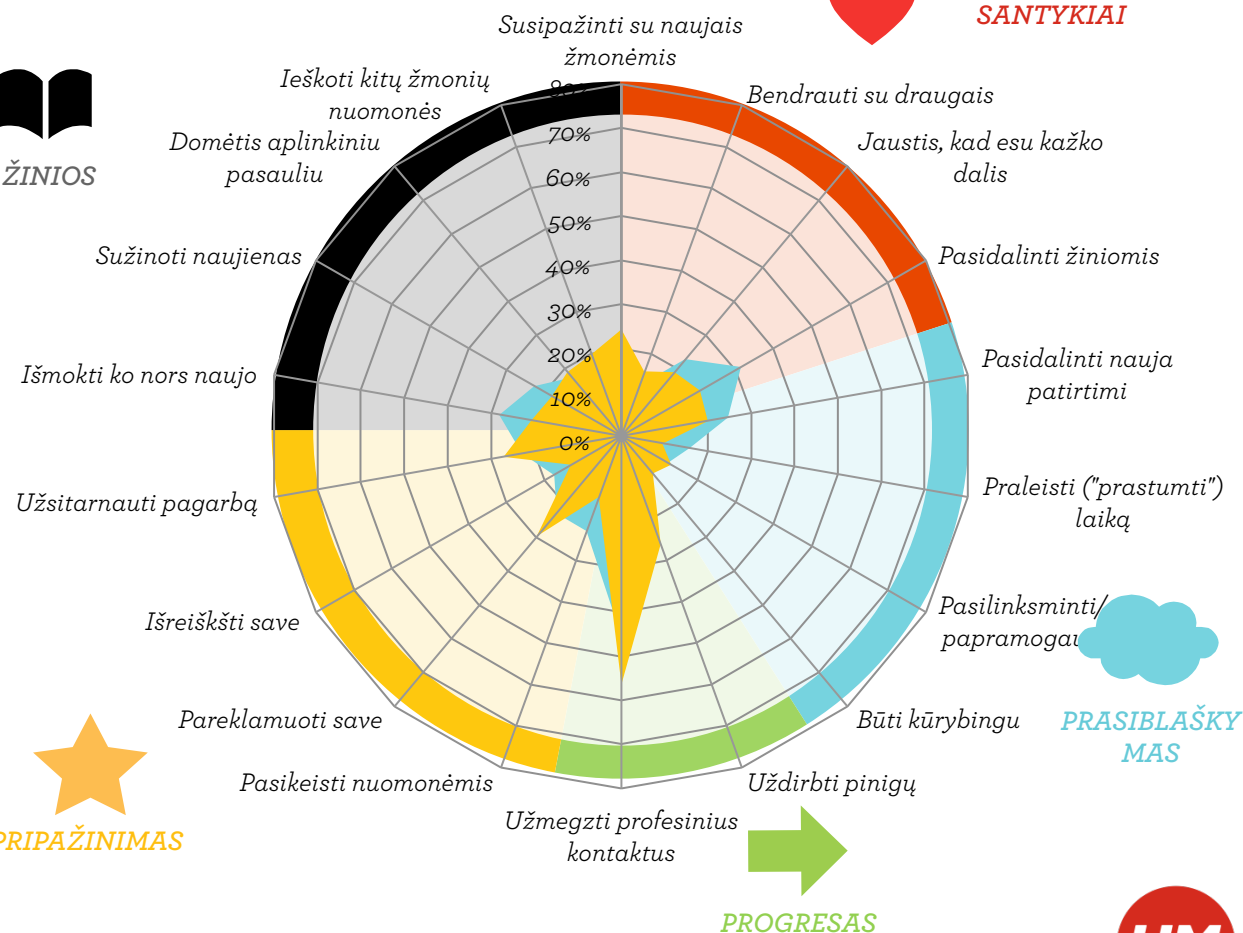 SANTYKIAI
Susipažinti su naujais
žmonėmis
Ieškoti kitų žmonių
nuomonės
Bendrauti su draugais
Domėtis aplinkiniu
pasauliu
Jaustis, kad esu kažko
dalis
ŽINIOS
Sužinoti naujienas
Pasidalinti žiniomis
Išmokti ko nors naujo
Pasidalinti nauja
patirtimi
80%
70%
60%
50%
40%
30%
20%
10%
0%
Užsitarnauti pagarbą
Praleisti ("prastumti")
laiką
Išreikšti save
Pasilinksminti/
Pareklamuoti save
Būti kūrybingu
PRASIBLAŠKY
MAS
Pasikeisti nuomonėmis
Uždirbti pinigų
Užmegzti profesinius
kontaktus
PRIPAŽINIMAS
PROGRESAS